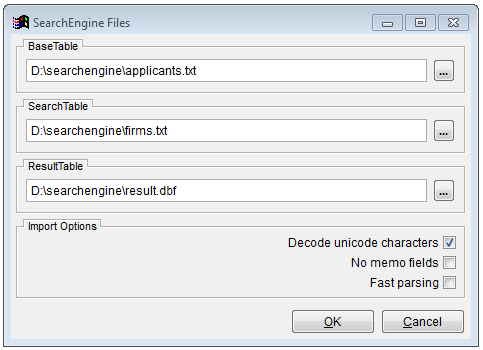 SearchEngine Files
BaseTable
D:\searchengine\applicants.txt
...
SearchTable
D:\searchengine\firms.txt
...
ResultTable
D:\searchengine\result.dbf
...
Import Options
Decode unicode characters
No memo fields
Fast parsing
OK
Cancel